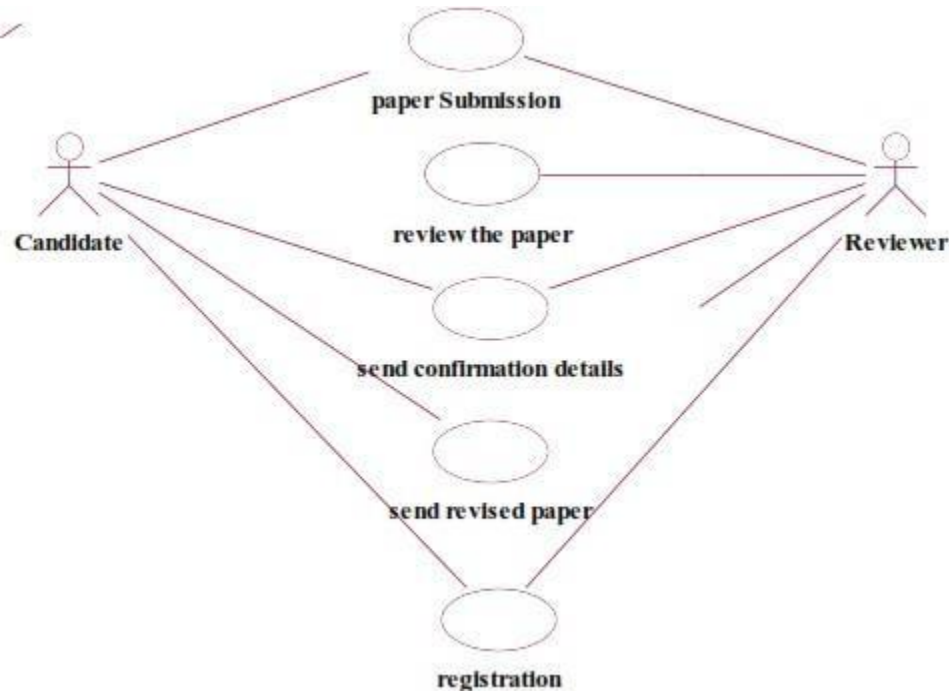 paper Submission
review the paper
Candidate
Reviewer
send confirmation details
send revised paper
registration